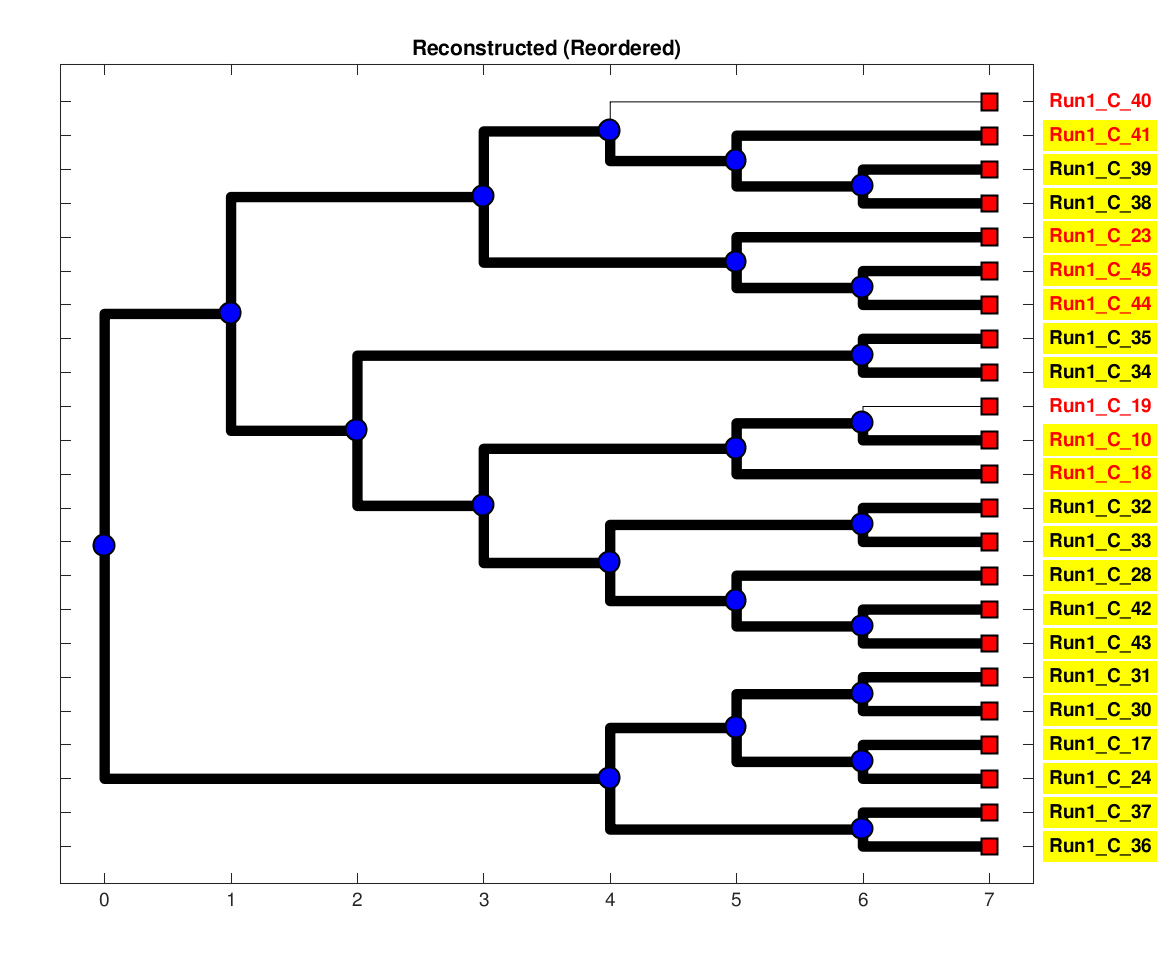 Reconstructed (Reordered)
Run1_C_40
Run1_C_41
Run1_C_39
Run1_C_38
Run1_C_23
Run1_C_45
Run1_C_44
Run1_C_35
Run1_C_34
Run1_C_19
Run1_C_10
Run1_C_18
Run1_C_32
Run1_C_33
Run1_C_28
Run1_C_42
Run1_C_43
Run1_C_31
Run1_C_30
Run1_C_17
Run1_C_24
Run1_C_37
Run1_C_36
0 1 2 3 4 5 6 7